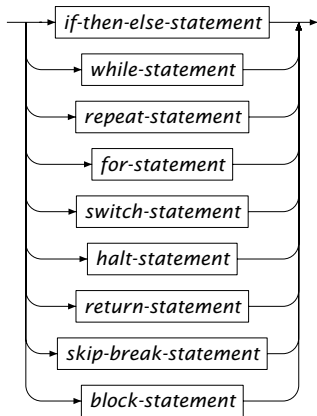 if-then-else-statement
while-statement
repeat-statement
for-statement
switch-statement
halt-statement
return-statement
skip-break-statement
block-statement